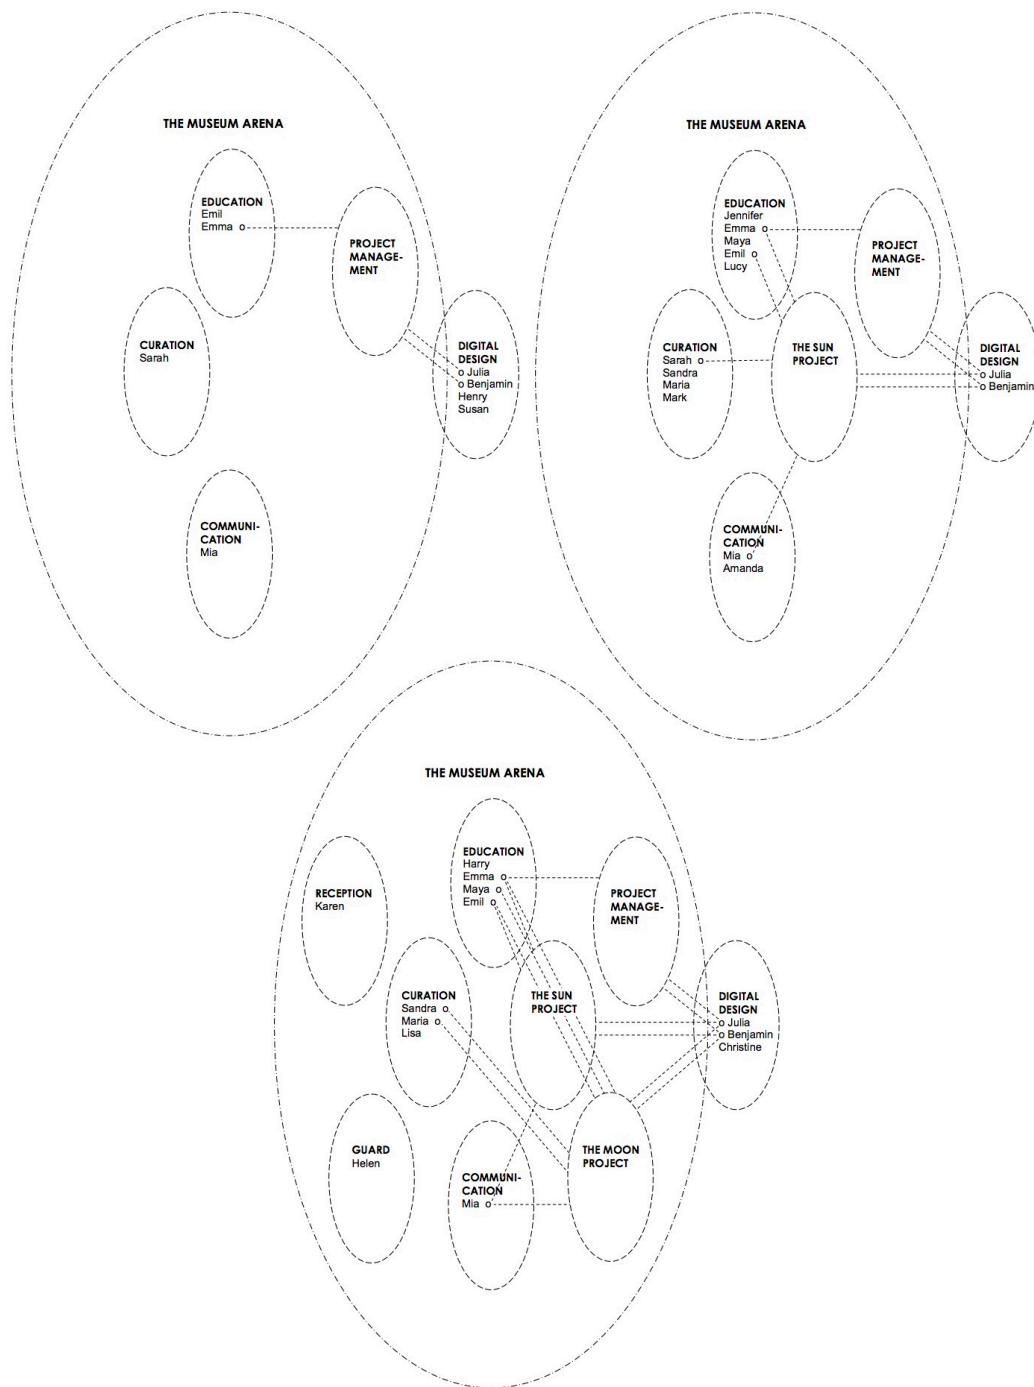 THE MUSEUM ARENA
EDUCATION
Emil
Emma o
PROJECT
MANAGE-
MENT
CURATION
Sarah
DIGITAL
DESIGN
o Julia
o Benjamin
Henry
Susan
COMMUNI-
CATION
Mia
THE MUSEUM ARENA
EDUCATION
Jennifer
Emma o
Maya
Emil o
Lucy
PROJECT
MANAGE-
MENT
CURATION
Sarah o
Sandra
Maria
Mark
THE SUN
PROJECT
DIGITAL
DESIGN
o Julia
o Benjamin
COMMUNI-
CATION
Mia o
Amanda
THE MUSEUM ARENA
EDUCATION
Harry
Emma o
Maya o
Emil o
RECEPTION
Karen
PROJECT
MANAGE-
MENT
CURATION
Sandra o
Maria o
Lisa
THE SUN
PROJECT
DIGITAL
DESIGN
o Julia
o Benjamin
Christine
GUARD
Helen
COMMUNI-
CATION
Mia o
THE MOON
PROJECT